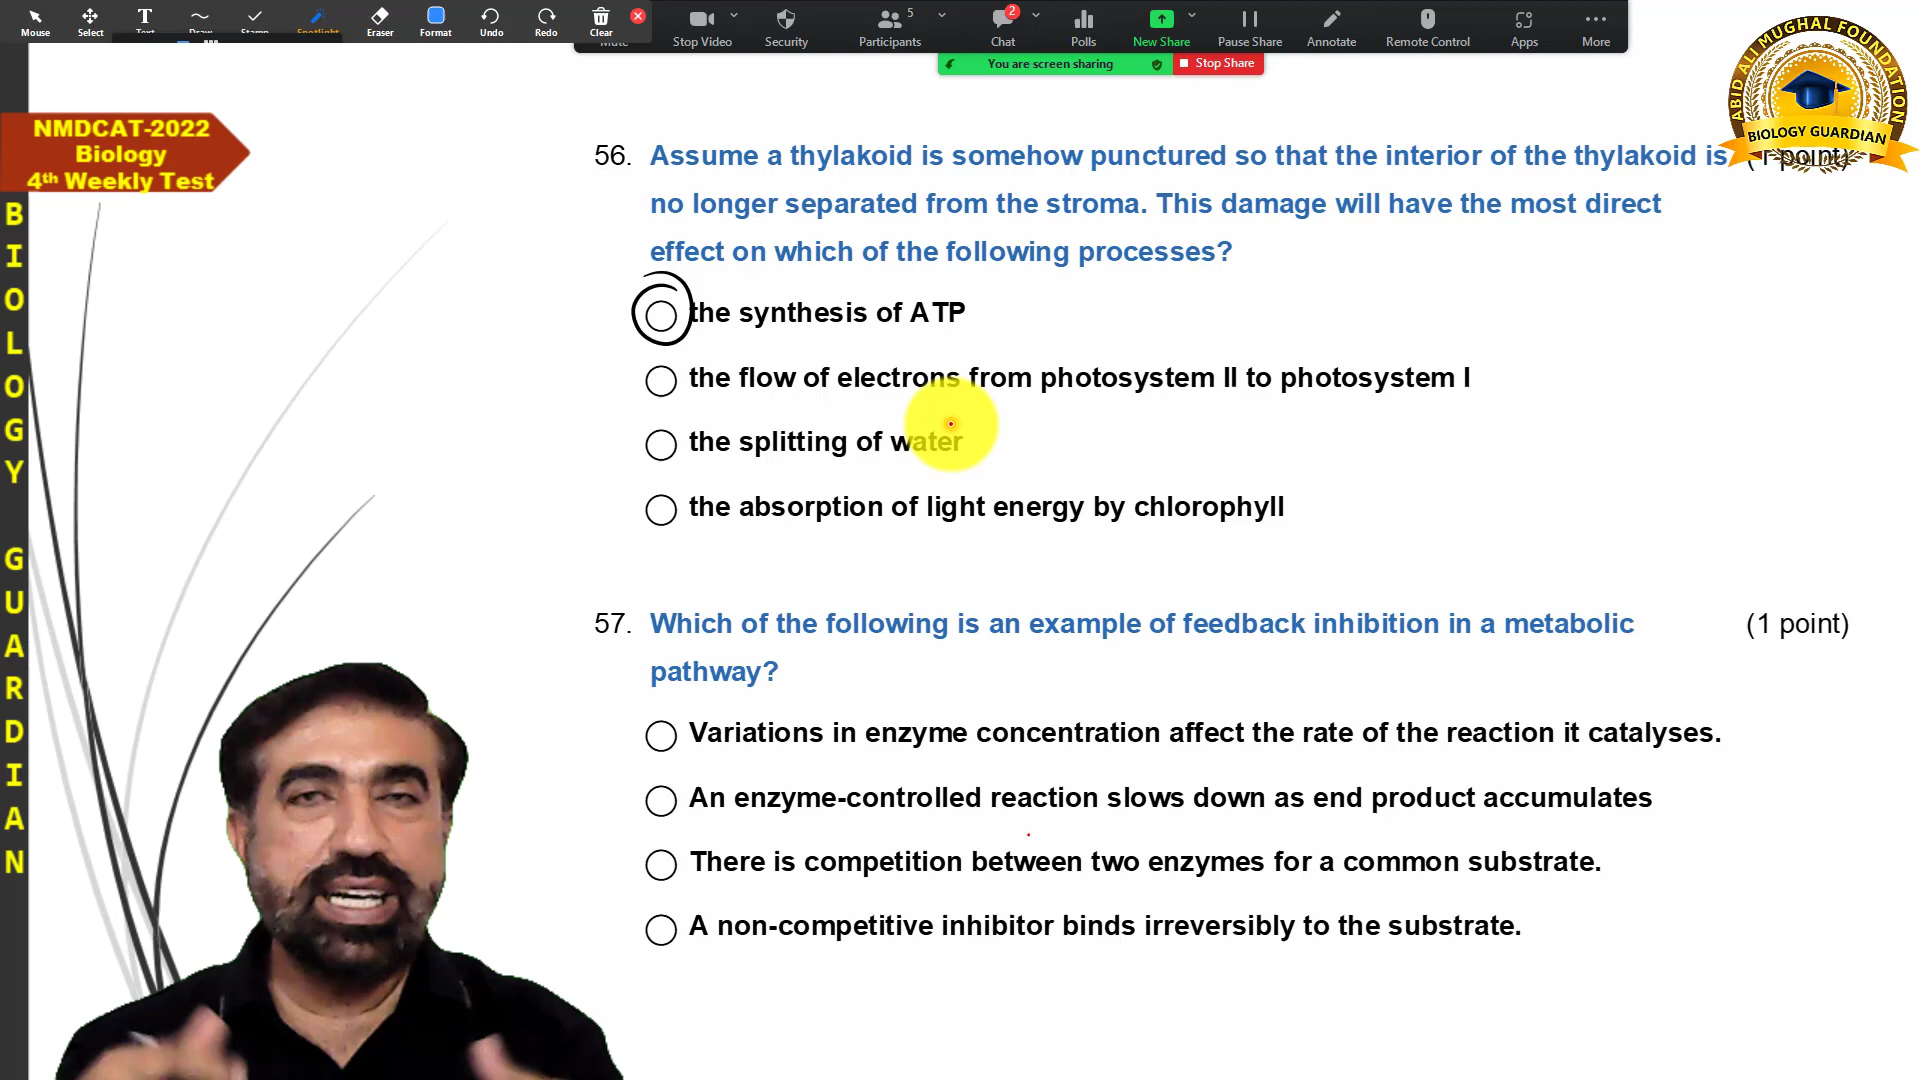 Mouse
Select
Text
Draw
Stamp
Spotlight
Eraser
Format
Undo
Redo
Clear
Mute
Stop Video
Security
5
Participants
2
Chat
Polls
New Share
Pause Share
Annotate
Remote Control
Apps
More
You are screen sharing
Stop Share
ABID ALI MUGHAL FOUNDATION
BIOLOGY GUARDIAN
NMDCAT-2022
Biology
4th Weekly Test
BIOLOGY GUARDIAN
56. Assume a thylakoid is somehow punctured so that the interior of the thylakoid is (1 point)
no longer separated from the stroma. This damage will have the most direct
effect on which of the following processes?
the synthesis of ATP
the flow of electrons from photosystem II to photosystem I
the splitting of water
the absorption of light energy by chlorophyll
57. Which of the following is an example of feedback inhibition in a metabolic (1 point)
pathway?
Variations in enzyme concentration affect the rate of the reaction it catalyses.
An enzyme-controlled reaction slows down as end product accumulates
There is competition between two enzymes for a common substrate.
A non-competitive inhibitor binds irreversibly to the substrate.